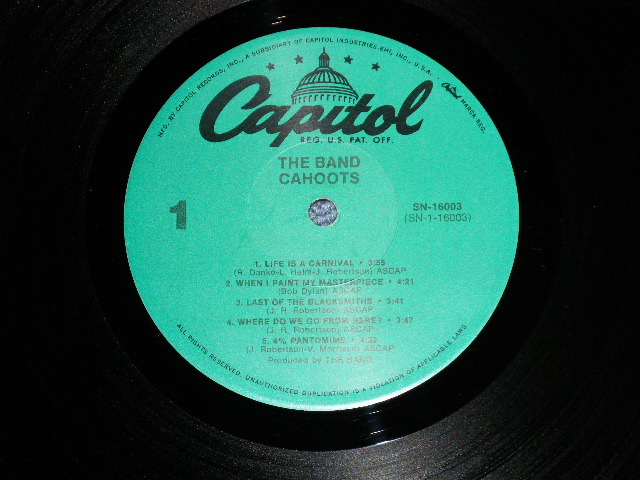 MFD. BY CAPITOL RECORDS, INC., A SUBSIDIARY OF CAPITOL INDUSTRIES-EMI, INC., U.S.A. • Capitol MARCA REG.
Capitol
REG. U.S. PAT. OFF.
THE BAND
CAHOOTS
1
SN-16003
(SN-1-16003)
1. LIFE IS A CARNIVAL • 3:55
(R. Danko-L. Helm-J. Robertson) ASCAP
2. WHEN I PAINT MY MASTERPIECE • 4:21
(Bob Dylan) ASCAP
3. LAST OF THE BLACKSMITHS • 3:41
(J. R. Robertson) ASCAP
4. WHERE DO WE GO FROM HERE? • 3:47
(J. R. Robertson) ASCAP
5. 4% PANTOMIME • 4:32
(J. Robertson-V. Morrison) ASCAP
Produced by THE BAND
ALL RIGHTS RESERVED. UNAUTHORIZED DUPLICATION IS A VIOLATION OF APPLICABLE LAWS